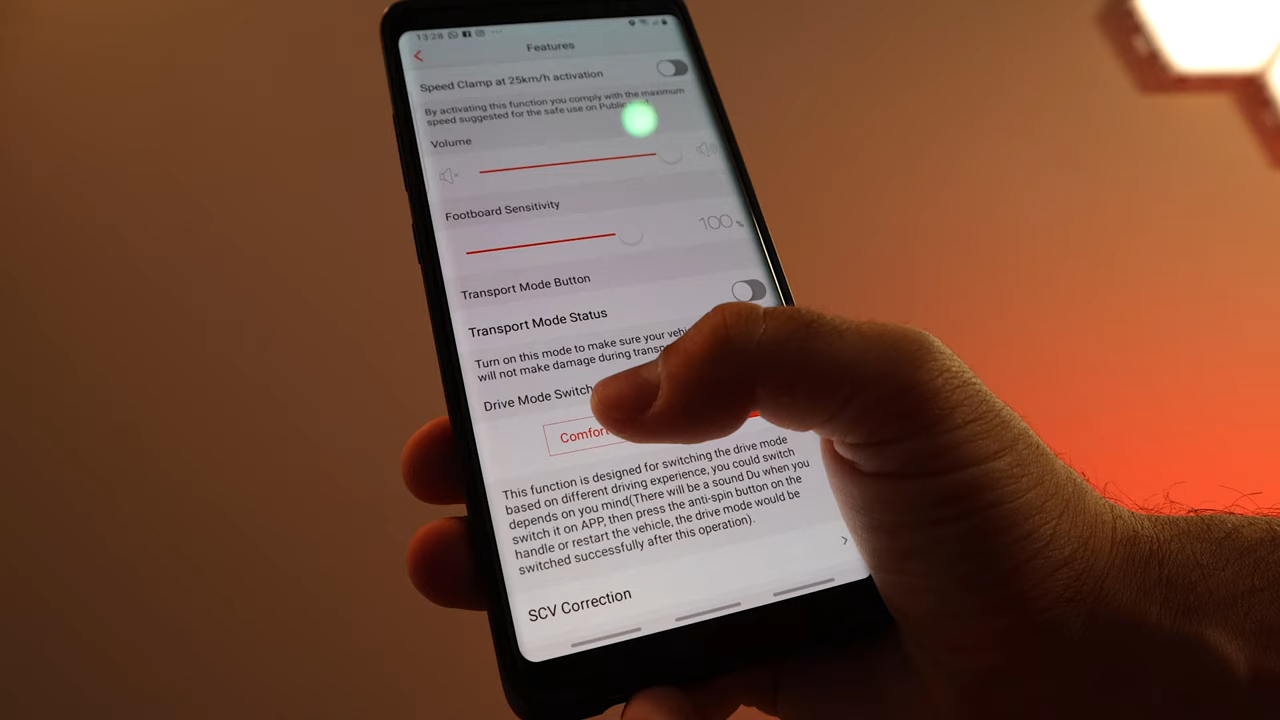 13:28
Features
Speed Clamp at 25km/h activation
By activating this function you comply with the maximum
speed suggested for the safe use on
Volume
Footboard Sensitivity
100 %
Transport Mode Button
Transport Mode Status
Turn on this mode to make sure your
will not make damage during
Drive Mode
Comfort
This function is designed for switching the drive mode
based on different driving experience, you could switch
depends on you mind(There will be a sound Du when you
switch it on APP, then press the anti-spin button on the
handle or restart the vehicle, the drive mode would be
switched successfully after this operation).
SCV Correction